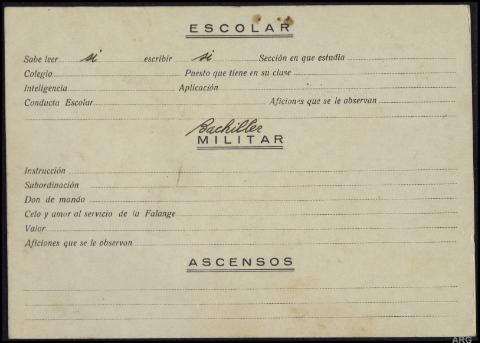 ESCOLAR
Sabe leer si escribir si Sección en que estudia
Colegio Puesto que tiene en su clase
Inteligencia Aplicación
Conducta Escolar Aficiones que se le observan
Bachiller
MILITAR
Instrucción
Subordinación
Don de mando
Celo y amor al servicio de la Falange
Valor
Aficiones que se le observan
ASCENSOS
ARG